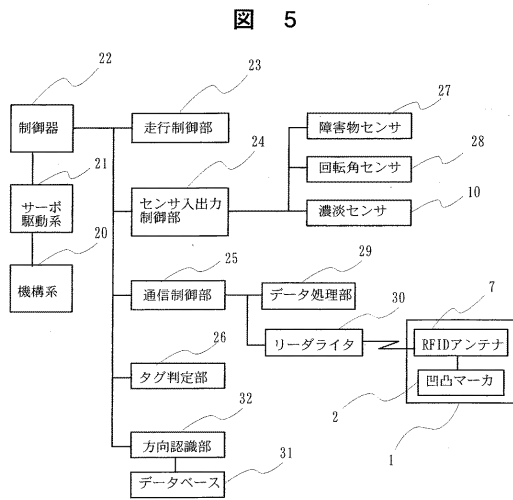 図 5
22
制御器
21
サーボ
駆動系
20
機構系
23
走行制御部
24
センサ入出力
制御部
27
障害物センサ
28
回転角センサ
10
濃淡センサ
25
通信制御部
29
データ処理部
30
リーダライタ
7
RFIDアンテナ
凹凸マーカ
2
1
26
タグ判定部
32
方向認識部
31
データベース